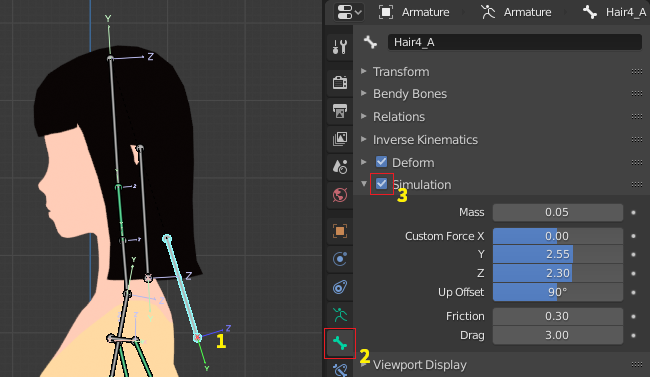 Armature Armature Hair4_A
Hair4_A
Transform
Bendy Bones
Relations
Inverse Kinematics
Deform
Simulation
3
Mass 0.05
Custom Force X 0.00
Y 2.55
Z 2.30
Up Offset 90°
Friction 0.30
Drag 3.00
Viewport Display
Y
Z
Y
Z
Y
Z
Z
Y
1
2